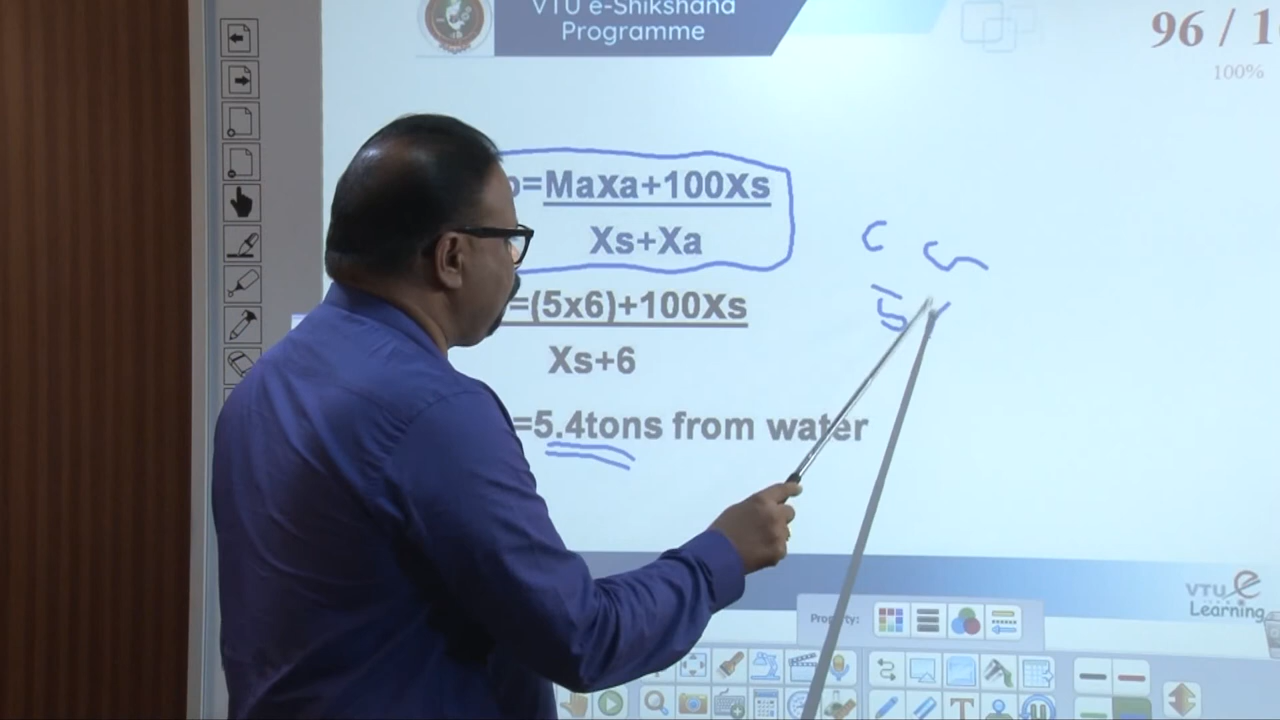 VTU e-Shikshana
Programme
96 /
100%
=Maxa+100Xs
Xs+Xa
=(5x6)+100Xs
Xs+6
=5.4tons from water
C
5
VTU e
Learning
Property: